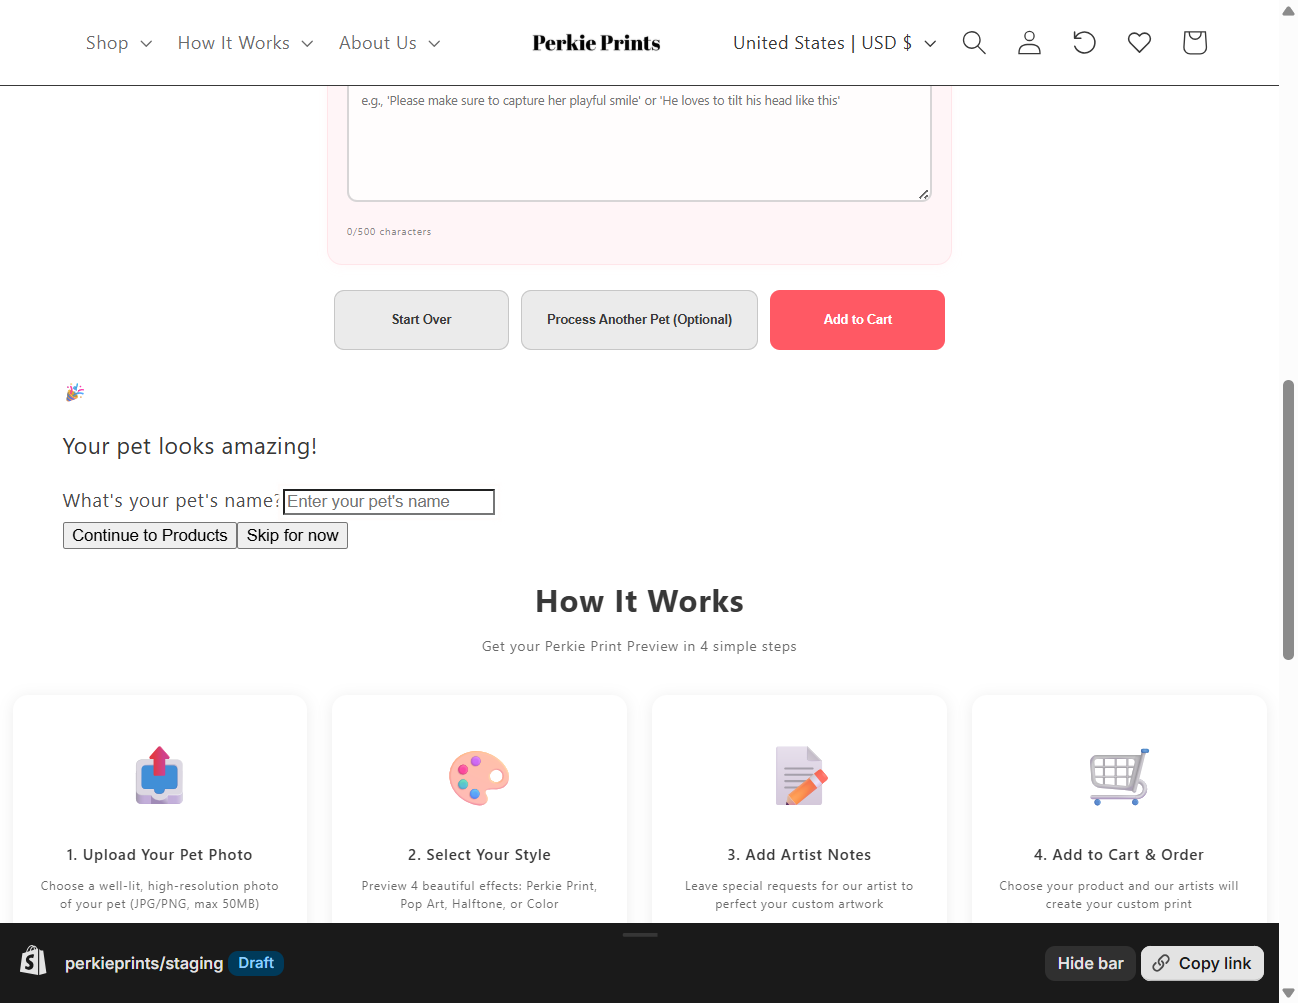 Shop How It Works About Us Perkie Prints United States | USD $
e.g., 'Please make sure to capture her playful smile' or 'He loves to tilt his head like this'
0/500 characters
Start Over Process Another Pet (Optional) Add to Cart
Your pet looks amazing!
What's your pet's name? Enter your pet's name
Continue to Products Skip for now
How It Works
Get your Perkie Print Preview in 4 simple steps
1. Upload Your Pet Photo
Choose a well-lit, high-resolution photo
of your pet (JPG/PNG, max 50MB)
2. Select Your Style
Preview 4 beautiful effects: Perkie Print,
Pop Art, Halftone, or Color
3. Add Artist Notes
Leave special requests for our artist to
perfect your custom artwork
4. Add to Cart & Order
Choose your product and our artists will
create your custom print
perkieprints/staging Draft Hide bar Copy link